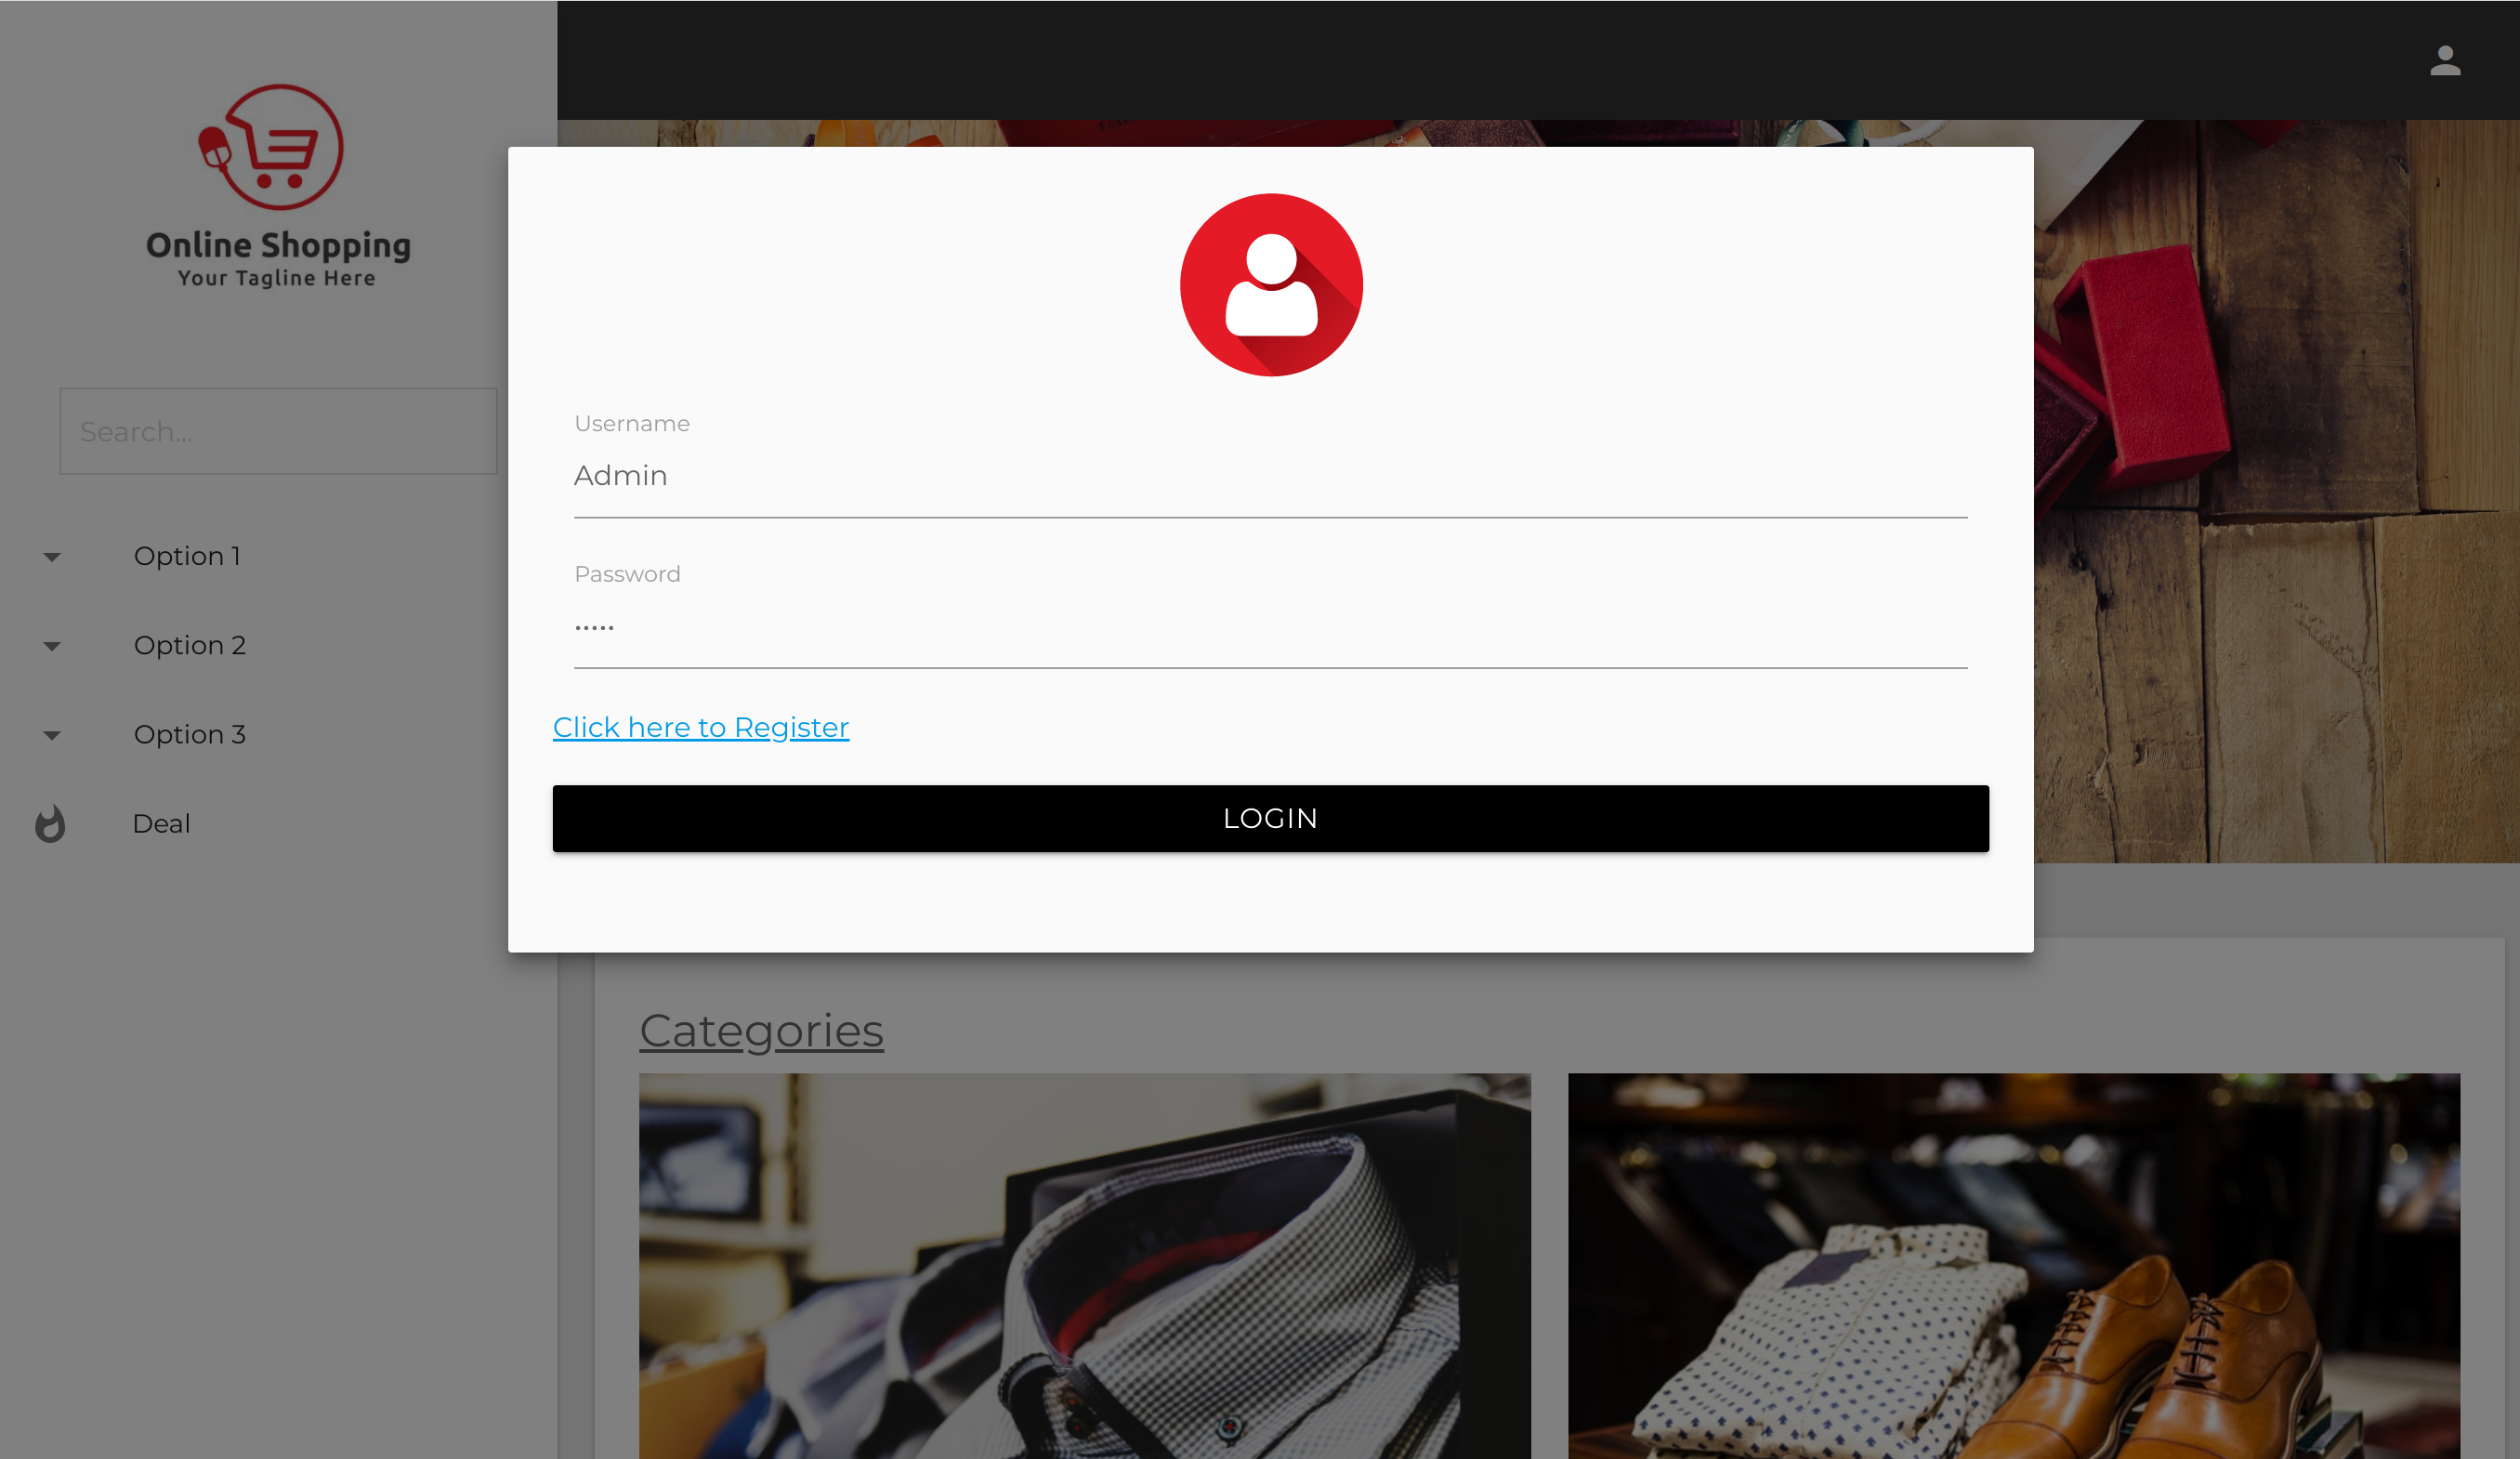 Online Shopping
Your Tagline Here
Search...
Option 1
Option 2
Option 3
Deal
Username
Admin
Password
•••••
Click here to Register
LOGIN
Categories